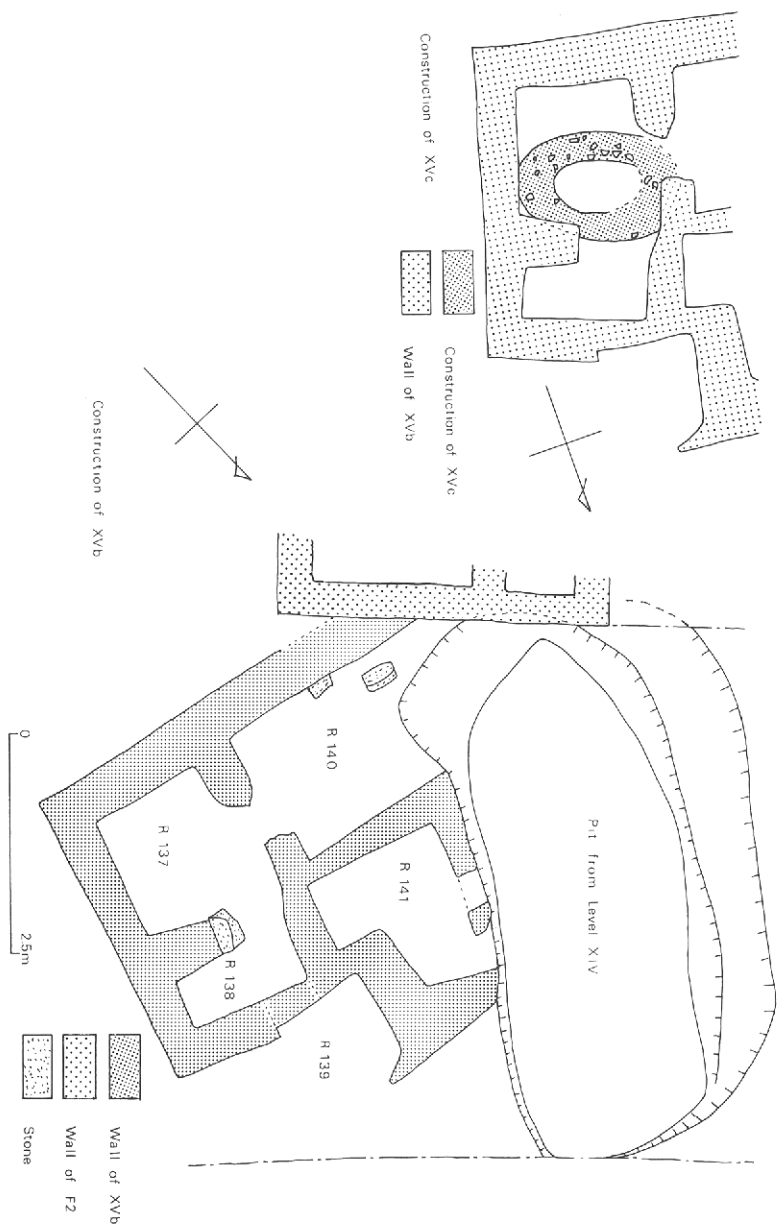 Construction of XVc
Construction of XVc
Wall of XVb
Construction of XVb
R 140
R 137
R 141
R 138
R 139
Pit from Level XIV
0
2.5m
Wall of XVb
Wall of F2
Stone